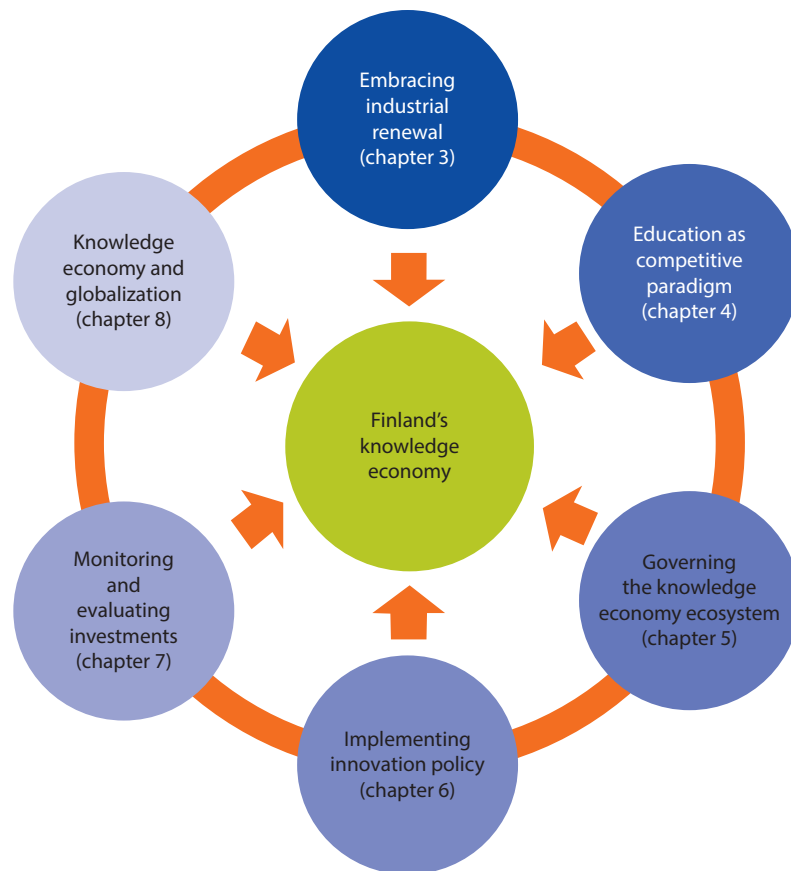 Embracing
industrial
renewal
(chapter 3)
Education as
competitive
paradigm
(chapter 4)
Governing
the knowledge
economy ecosystem
(chapter 5)
Implementing
innovation policy
(chapter 6)
Monitoring
and
evaluating
investments
(chapter 7)
Knowledge
economy and
globalization
(chapter 8)
Finland's
knowledge
economy